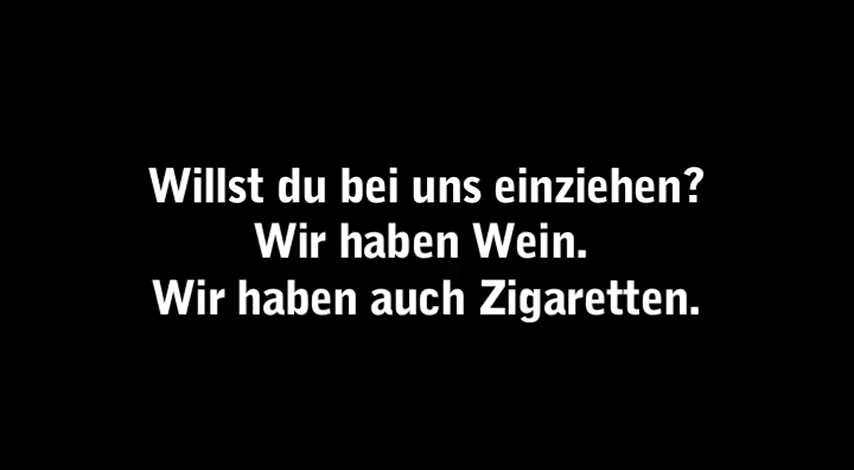 Willst du bei uns einziehen?
Wir haben Wein.
Wir haben auch Zigaretten.